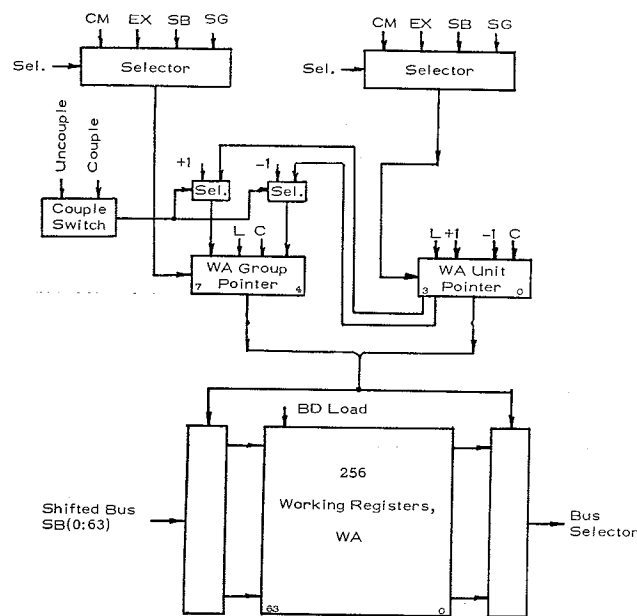 CM EX SB SG
CM EX SB SG
Sel. Selector
Sel. Selector
Uncouple
Couple
+1 -1
Sel. Sel.
Couple
Switch
L C
L +1 -1 C
WA Group
Pointer
7 4
WA Unit
Pointer
3 0
BD Load
256
Working Registers,
WA
63 0
Shifted Bus
SB(0:63)
Bus
Selector